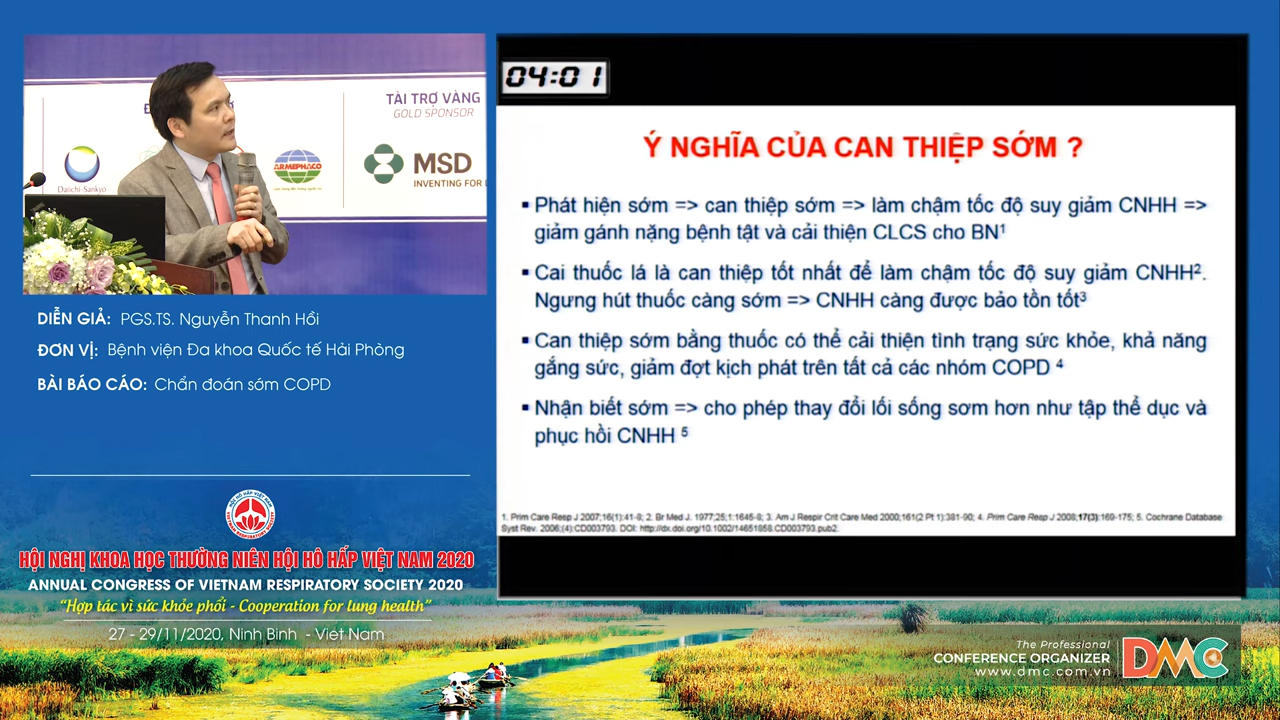 TÀI TRỢ VÀNG
GOLD SPONSOR
Daiichi-Sankyo
ARMEPHACO
MSD
INVENTING FOR L
DIỄN GIẢ: PGS.TS. Nguyễn Thanh Hồi
ĐƠN VỊ: Bệnh viện Đa khoa Quốc tế Hải Phòng
BÀI BÁO CÁO: Chẩn đoán sớm COPD
HỘI HÔ HẤP VIỆT NAM
HỘI NGHỊ KHOA HỌC THƯỜNG NIÊN HỘI HÔ HẤP VIỆT NAM 2020
ANNUAL CONGRESS OF VIETNAM RESPIRATORY SOCIETY 2020
“Hợp tác vì sức khỏe phổi - Cooperation for lung health”
27 - 29/11/2020, Ninh Bình - Việt Nam
04:01
Ý NGHĨA CỦA CAN THIỆP SỚM ?
▪ Phát hiện sớm => can thiệp sớm => làm chậm tốc độ suy giảm CNHH =>
giảm gánh nặng bệnh tật và cải thiện CLCS cho BN¹
▪ Cai thuốc lá là can thiệp tốt nhất để làm chậm tốc độ suy giảm CNHH².
Ngưng hút thuốc càng sớm => CNHH càng được bảo tồn tốt³
▪ Can thiệp sớm bằng thuốc có thể cải thiện tình trạng sức khỏe, khả năng
gắng sức, giảm đợt kịch phát trên tất cả các nhóm COPD ⁴
▪ Nhận biết sớm => cho phép thay đổi lối sống sơm hơn như tập thể dục và
phục hồi CNHH ⁵
1. Prim Care Resp J 2007;16(1):41-8; 2. Br Med J. 1977;25;1:1645-8; 3. Am J Respir Crit Care Med 2000;161(2 Pt 1):381-90; 4. Prim Care Resp J 2008;17(3):169-175; 5. Cochrane Database
Syst Rev. 2006;(4):CD003793. DOI: http://dx.doi.org/10.1002/14651858.CD003793.pub2.
The Professional
CONFERENCE ORGANIZER
www.dmc.com.vn
DMC